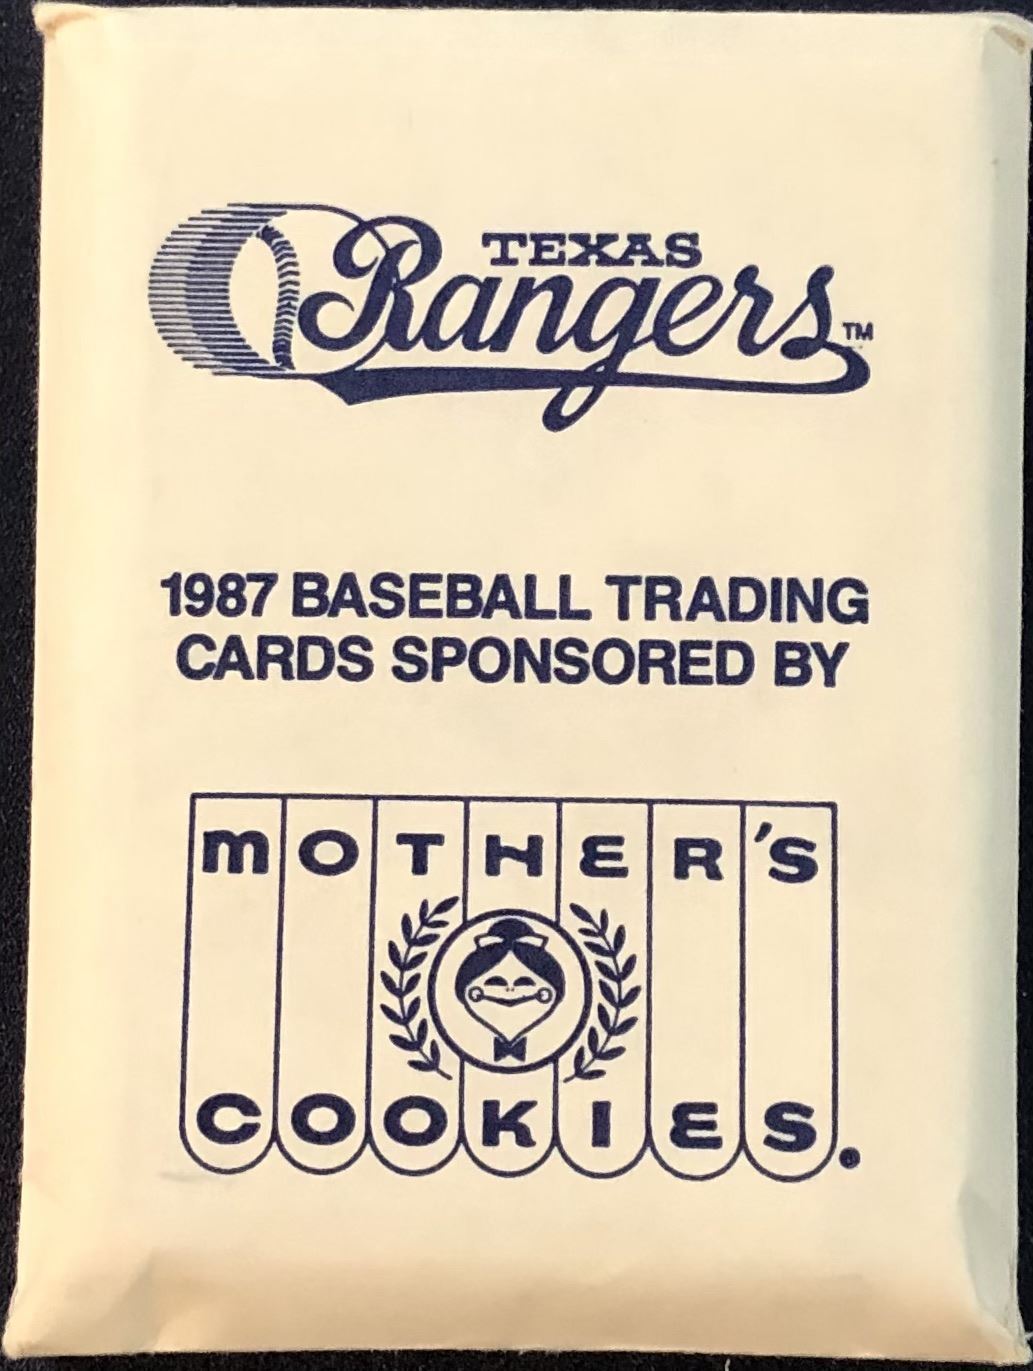 TEXAS
Rangers™
1987 BASEBALL TRADING
CARDS SPONSORED BY
MOTHER'S
COOKIES.